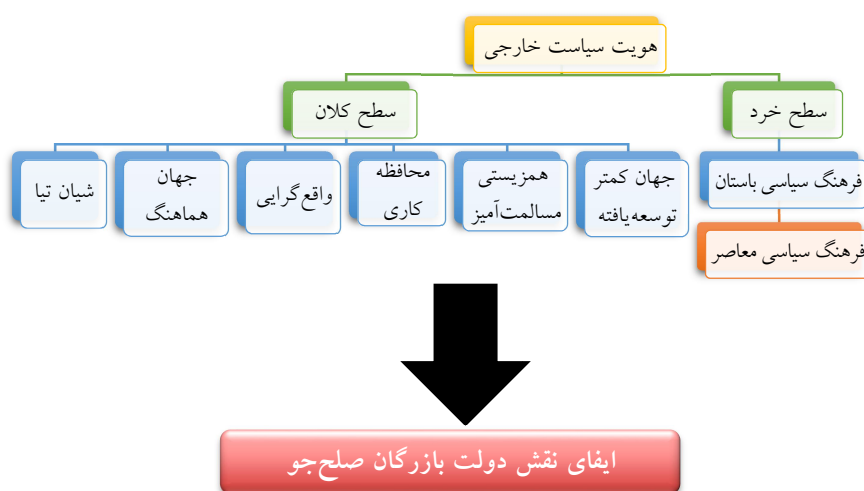 هویت سیاست خارجی
سطح خرد
سطح کلان
فرهنگ سیاسی باستان
فرهنگ سیاسی معاصر
جهان کمتر
توسعه‌یافته
همزیستی
مسالمت‌آمیز
محافظه
کاری
واقع‌گرایی
جهان
هماهنگ
شیان تیا
ایفای نقش دولت بازرگان صلح‌جو